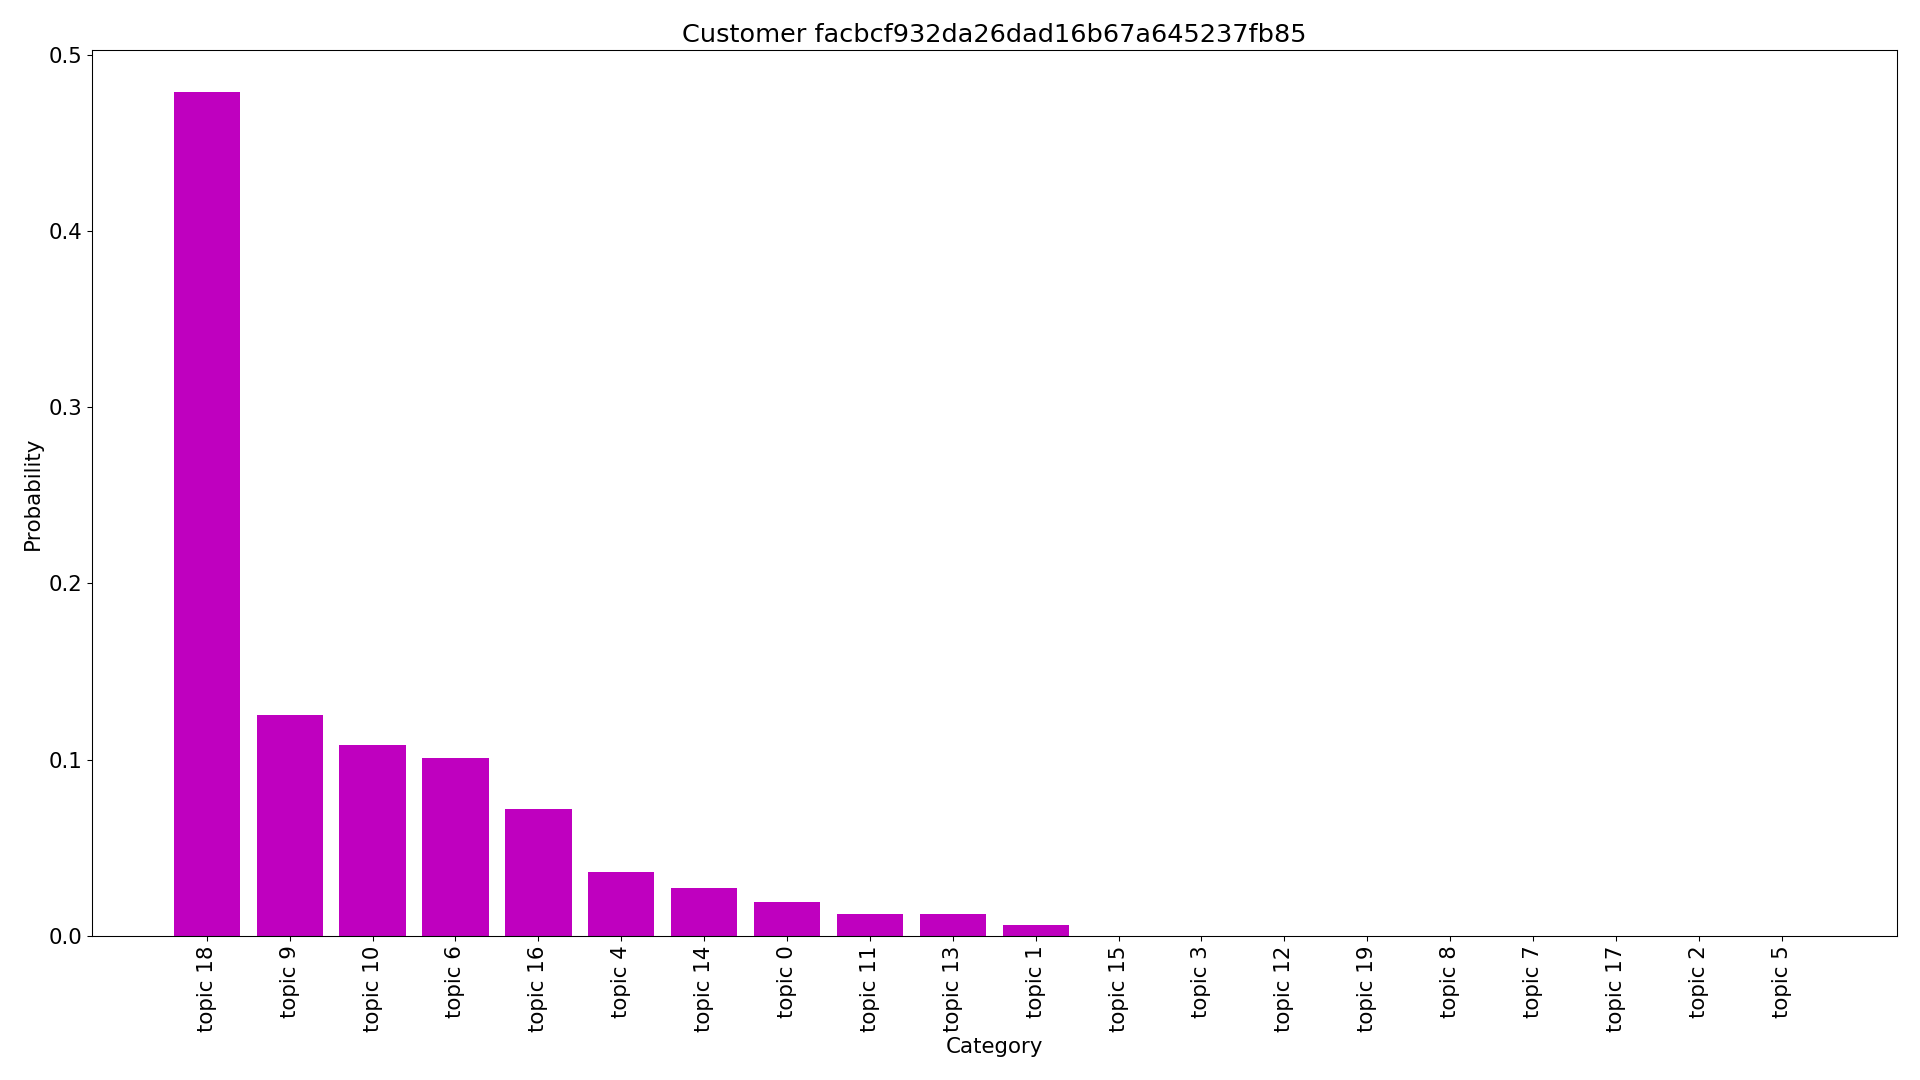 Customer facbcf932da26dad16b67a645237fb85
0.5
0.4
0.3
0.2
0.1
0.0
Probability
topic 18
topic 9
topic 10
topic 6
topic 16
topic 4
topic 14
topic 0
topic 11
topic 13
topic 1
topic 15
topic 3
topic 12
topic 19
topic 8
topic 7
topic 17
topic 2
topic 5
Category